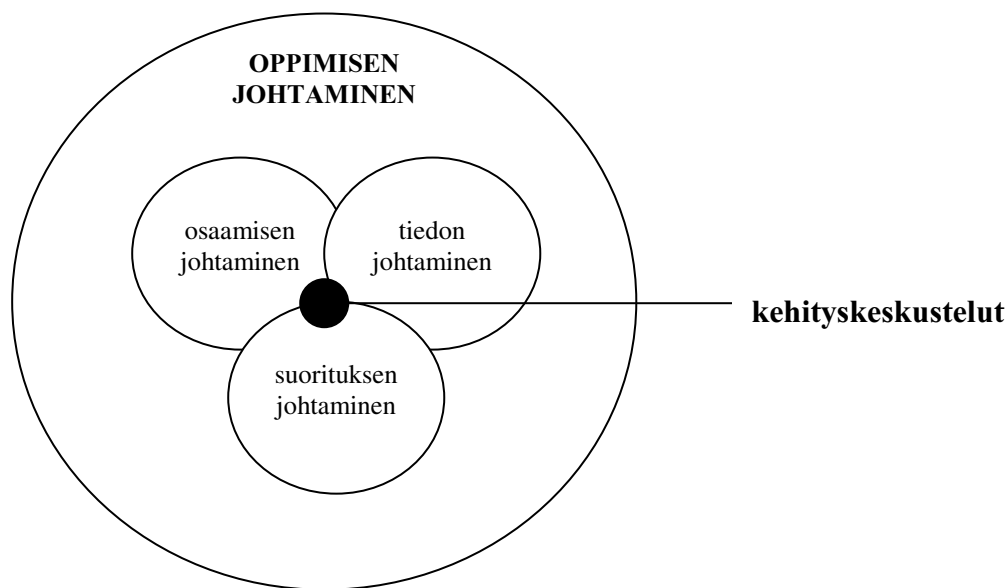 OPPIMISEN
JOHTAMINEN
osaamisen
johtaminen
tiedon
johtaminen
kehityskeskustelut
suorituksen
johtaminen